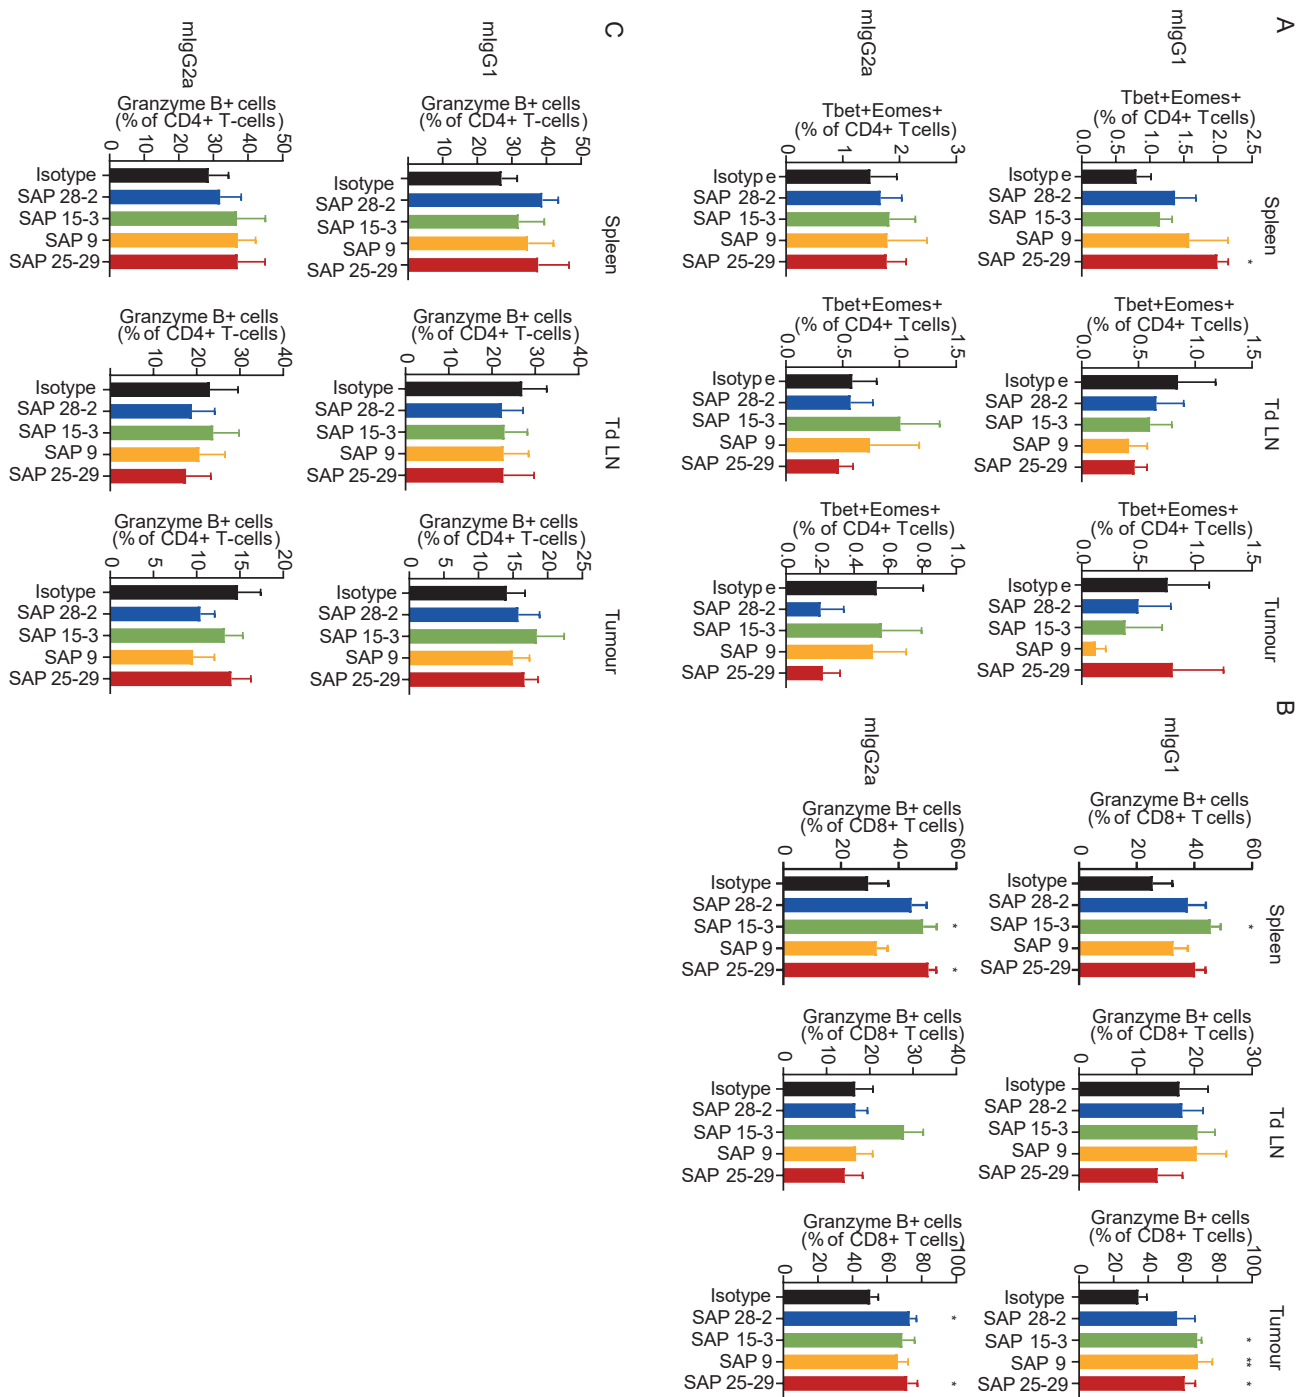 A
mIgG1
Spleen
Tbet+Eomes+
(% of CD4+ T cells)
0.0 0.5 1.0 1.5 2.0 2.5
Isotype
SAP 28-2
SAP 15-3
SAP 9
SAP 25-29
*
Td LN
Tbet+Eomes+
(% of CD4+ T cells)
0.0 0.5 1.0 1.5
Isotype
SAP 28-2
SAP 15-3
SAP 9
SAP 25-29
Tumour
Tbet+Eomes+
(% of CD4+ T cells)
0.0 0.5 1.0 1.5
Isotype
SAP 28-2
SAP 15-3
SAP 9
SAP 25-29
mIgG2a
Tbet+Eomes+
(% of CD4+ T cells)
0 1 2 3
Isotype
SAP 28-2
SAP 15-3
SAP 9
SAP 25-29
Tbet+Eomes+
(% of CD4+ T cells)
0.0 0.5 1.0 1.5
Isotype
SAP 28-2
SAP 15-3
SAP 9
SAP 25-29
Tbet+Eomes+
(% of CD4+ T cells)
0.0 0.2 0.4 0.6 0.8 1.0
Isotype
SAP 28-2
SAP 15-3
SAP 9
SAP 25-29
B
mIgG1
Spleen
Granzyme B+ cells
(% of CD8+ T cells)
0 20 40 60
Isotype
SAP 28-2
SAP 15-3
SAP 9
SAP 25-29
*
Td LN
Granzyme B+ cells
(% of CD8+ T cells)
0 10 20 30
Isotype
SAP 28-2
SAP 15-3
SAP 9
SAP 25-29
Tumour
Granzyme B+ cells
(% of CD8+ T cells)
0 20 40 60 80 100
Isotype
SAP 28-2
SAP 15-3
SAP 9
SAP 25-29
* ** *
mIgG2a
Granzyme B+ cells
(% of CD8+ T cells)
0 20 40 60
Isotype
SAP 28-2
SAP 15-3
SAP 9
SAP 25-29
* *
Granzyme B+ cells
(% of CD8+ T cells)
0 10 20 30 40
Isotype
SAP 28-2
SAP 15-3
SAP 9
SAP 25-29
Granzyme B+ cells
(% of CD8+ T cells)
0 20 40 60 80 100
Isotype
SAP 28-2
SAP 15-3
SAP 9
SAP 25-29
* *
C
mIgG1
Spleen
Granzyme B+ cells
(% of CD4+ T-cells)
10 20 30 40 50
Isotype
SAP 28-2
SAP 15-3
SAP 9
SAP 25-29
Td LN
Granzyme B+ cells
(% of CD4+ T-cells)
0 10 20 30 40
Isotype
SAP 28-2
SAP 15-3
SAP 9
SAP 25-29
Tumour
Granzyme B+ cells
(% of CD4+ T-cells)
0 5 10 15 20 25
Isotype
SAP 28-2
SAP 15-3
SAP 9
SAP 25-29
mIgG2a
Granzyme B+ cells
(% of CD4+ T-cells)
0 10 20 30 40 50
Isotype
SAP 28-2
SAP 15-3
SAP 9
SAP 25-29
Granzyme B+ cells
(% of CD4+ T-cells)
10 20 30 40
Isotype
SAP 28-2
SAP 15-3
SAP 9
SAP 25-29
Granzyme B+ cells
(% of CD4+ T-cells)
0 5 10 15 20
Isotype
SAP 28-2
SAP 15-3
SAP 9
SAP 25-29